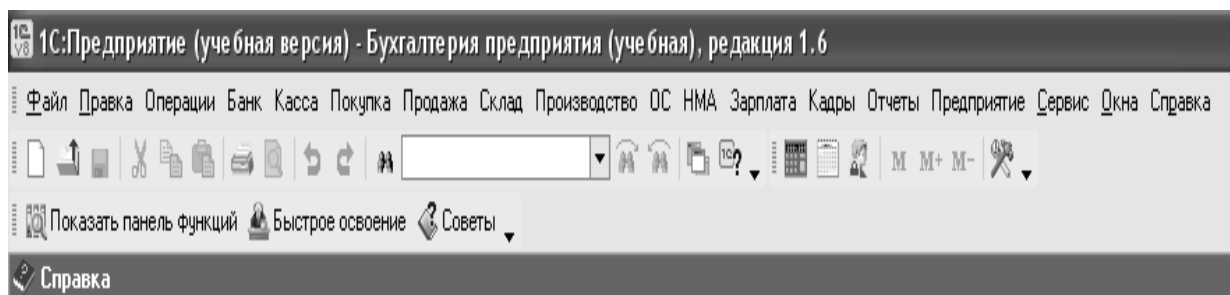 1С:Предприятие (учебная версия) - Бухгалтерия предприятия (учебная), редакция 1.6
Файл Правка Операции Банк Касса Покупка Продажа Склад Производство ОС НМА Зарплата Кадры Отчеты Предприятие Сервис Окна Справка
M M+ M-
Показать панель функций Быстрое освоение Советы
Справка